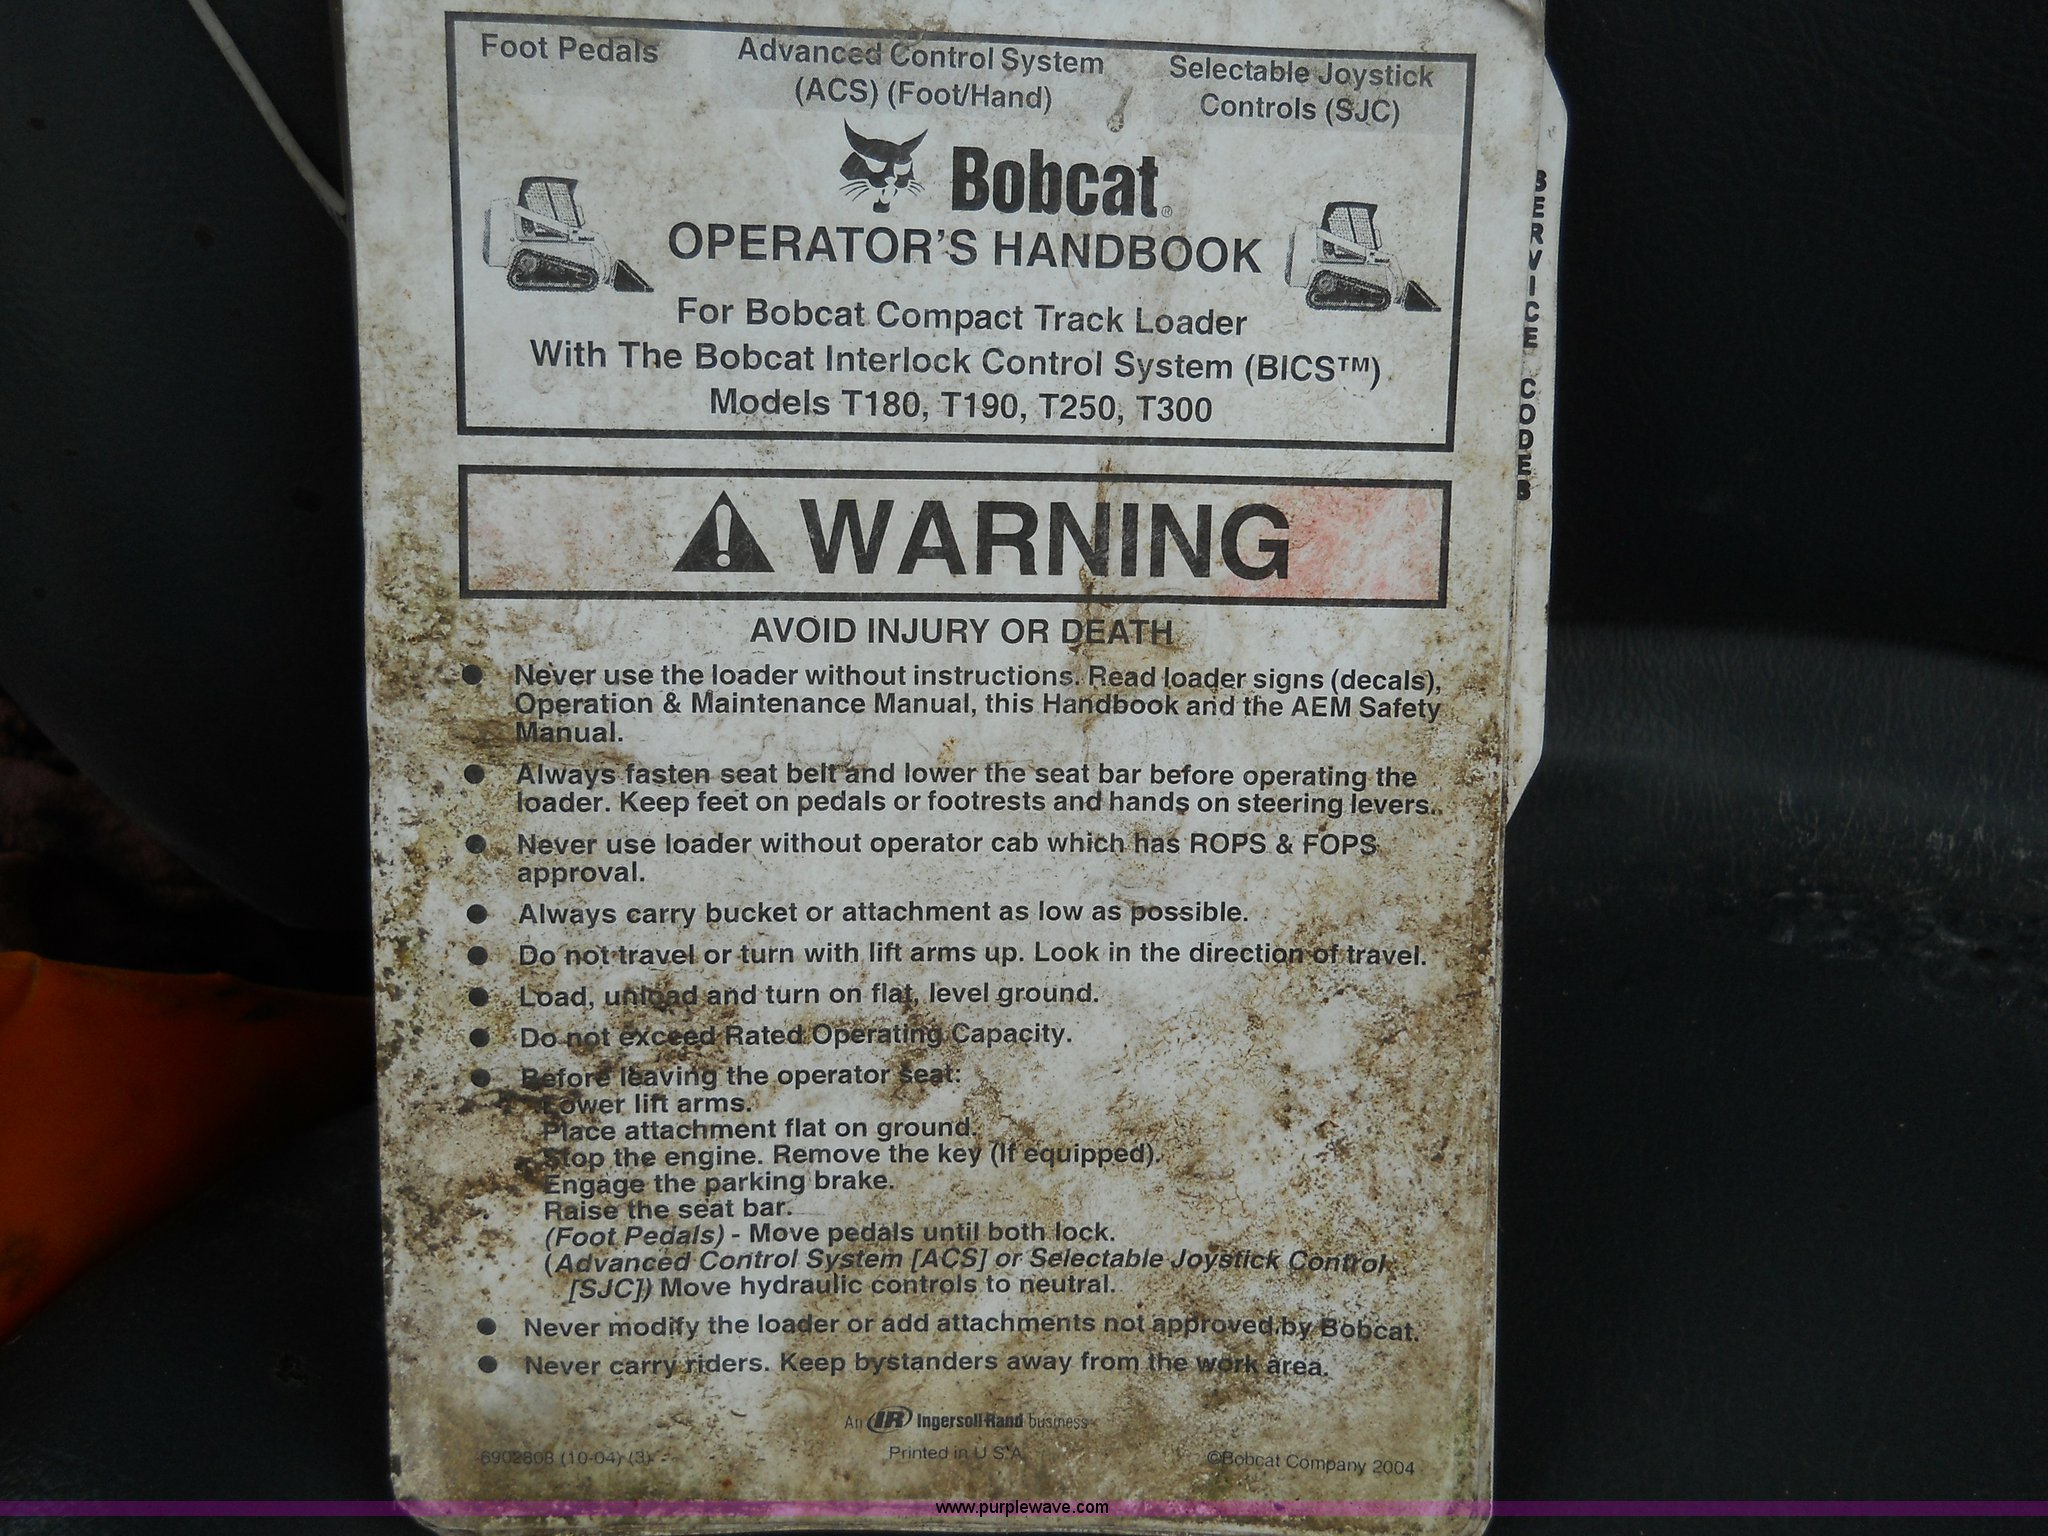 Foot Pedals
Advanced Control System
(ACS) (Foot/Hand)
Selectable Joystick
Controls (SJC)
Bobcat®
OPERATOR'S HANDBOOK
For Bobcat Compact Track Loader
With The Bobcat Interlock Control System (BICS™)
Models T180, T190, T250, T300
WARNING
AVOID INJURY OR DEATH
● Never use the loader without instructions. Read loader signs (decals),
Operation & Maintenance Manual, this Handbook and the AEM Safety
Manual.
● Always fasten seat belt and lower the seat bar before operating the
loader. Keep feet on pedals or footrests and hands on steering levers.
● Never use loader without operator cab which has ROPS & FOPS
approval.
● Always carry bucket or attachment as low as possible.
● Do not travel or turn with lift arms up. Look in the direction of travel.
● Load, unload and turn on flat, level ground.
● Do not exceed Rated Operating Capacity.
● Before leaving the operator seat:
Lower lift arms.
Place attachment flat on ground.
Stop the engine. Remove the key (If equipped).
Engage the parking brake.
Raise the seat bar.
(Foot Pedals) - Move pedals until both lock.
(Advanced Control System [ACS] or Selectable Joystick Control
[SJC]) Move hydraulic controls to neutral.
● Never modify the loader or add attachments not approved by Bobcat.
● Never carry riders. Keep bystanders away from the work area.
An IR Ingersoll-Rand business
6902808 (10-04) (3)
Printed in U S A
©Bobcat Company 2004
SERVICE CODES
www.purplewave.com